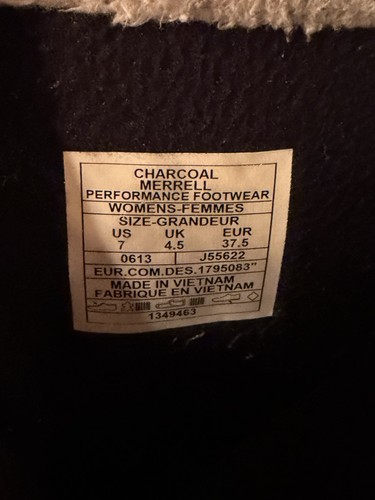 CHARCOAL
MERRELL
PERFORMANCE FOOTWEAR
WOMENS-FEMMES
SIZE-GRANDEUR
US UK EUR
7 4.5 37.5
0613 J55622
EUR.COM.DES.1795083"
MADE IN VIETNAM
FABRIQUE EN VIETNAM
1349463